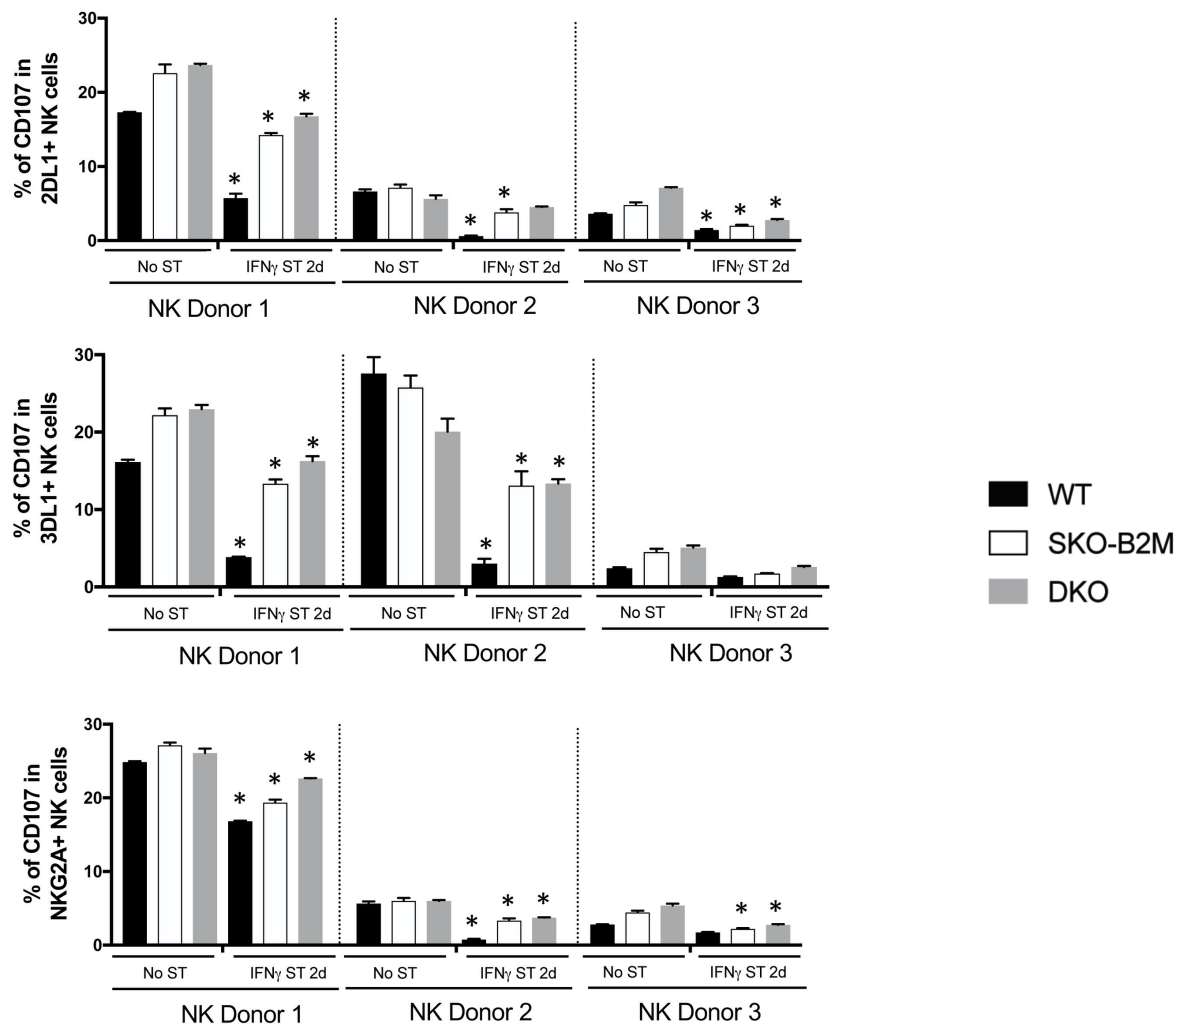 % of CD107 in
2DL1+ NK cells
30
20
10
0
* * *
* *
* * *
No ST IFNγ ST 2d No ST IFNγ ST 2d No ST IFNγ ST 2d
NK Donor 1 NK Donor 2 NK Donor 3
% of CD107 in
3DL1+ NK cells
30
20
10
0
* * *
* * *
No ST IFNγ ST 2d No ST IFNγ ST 2d No ST IFNγ ST 2d
NK Donor 1 NK Donor 2 NK Donor 3
WT
SKO-B2M
DKO
% of CD107 in
NKG2A+ NK cells
30
20
10
0
* * *
* * *
* *
No ST IFNγ ST 2d No ST IFNγ ST 2d No ST IFNγ ST 2d
NK Donor 1 NK Donor 2 NK Donor 3